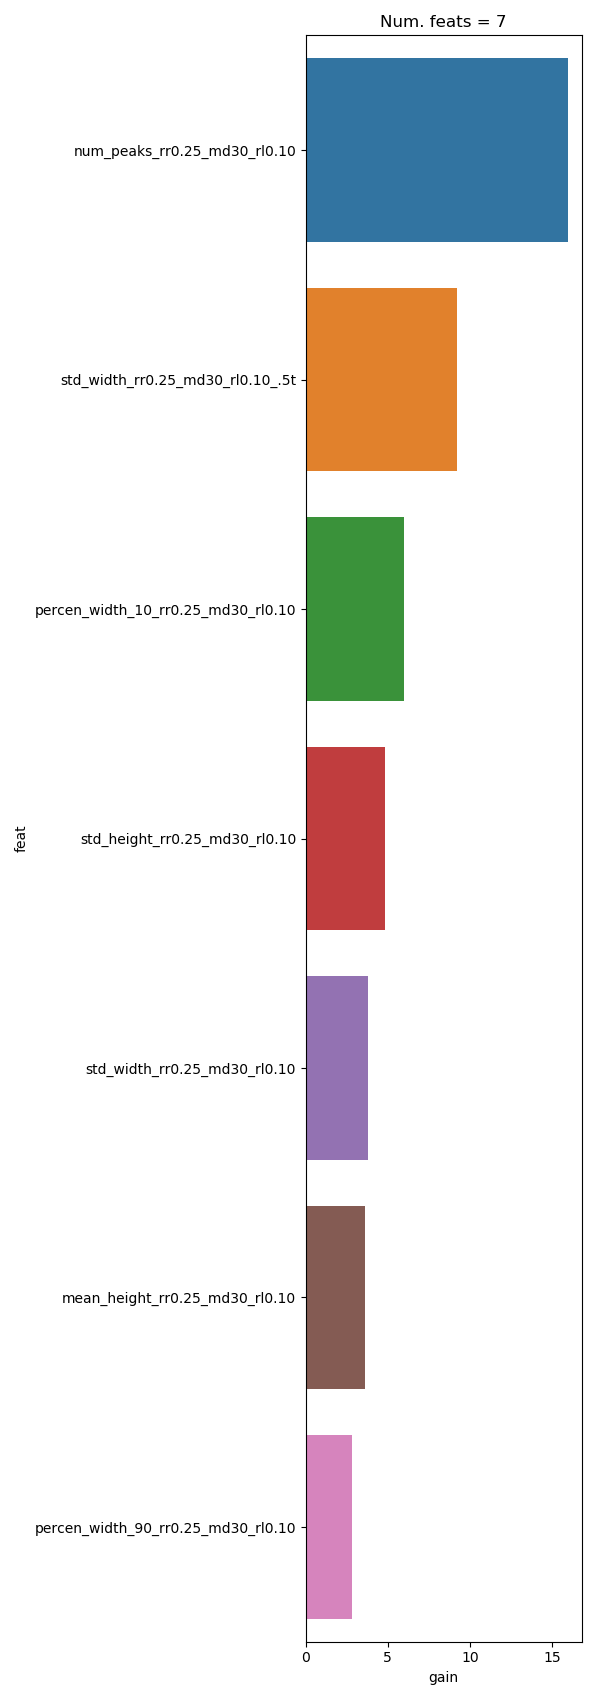 Num. feats = 7
num_peaks_rr0.25_md30_rl0.10
std_width_rr0.25_md30_rl0.10_.5t
percen_width_10_rr0.25_md30_rl0.10
std_height_rr0.25_md30_rl0.10
feat
std_width_rr0.25_md30_rl0.10
mean_height_rr0.25_md30_rl0.10
percen_width_90_rr0.25_md30_rl0.10
0 5 10 15
gain